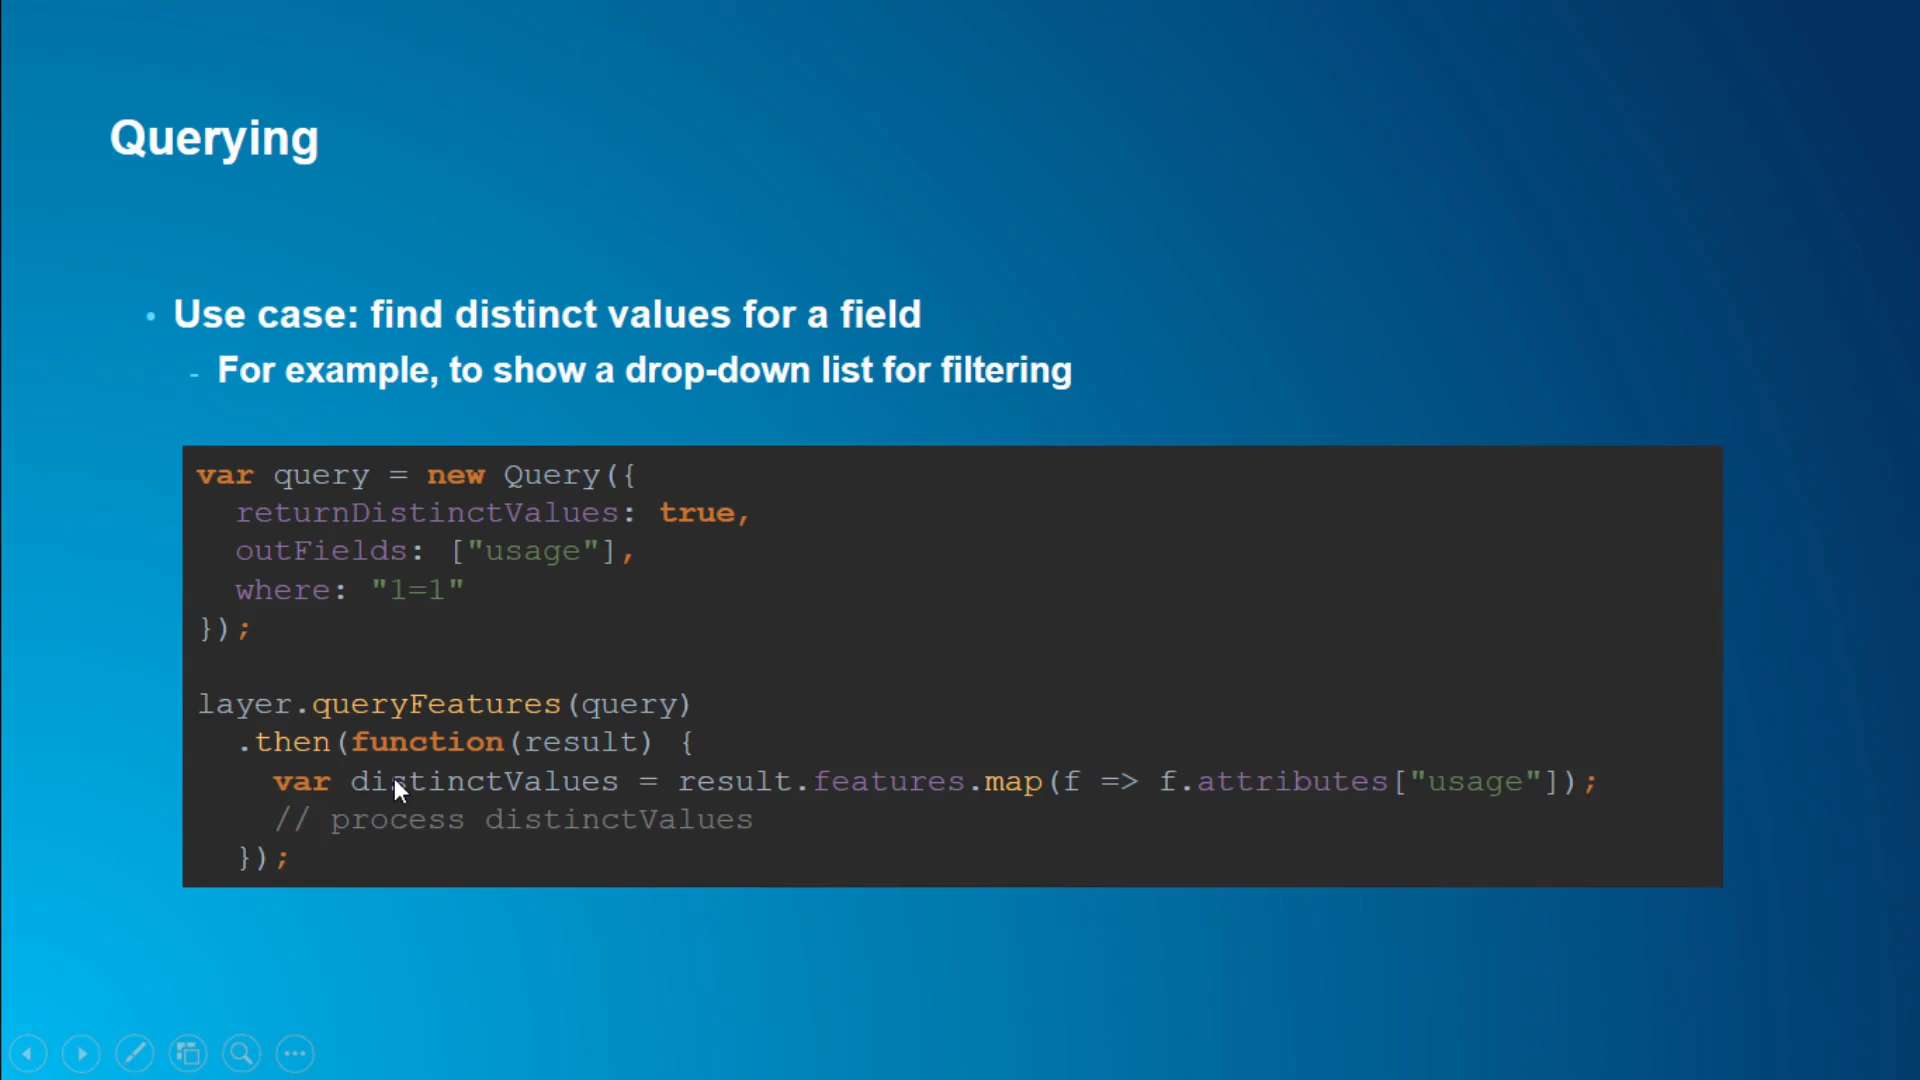 Querying
• Use case: find distinct values for a field
- For example, to show a drop-down list for filtering
var query = new Query({
  returnDistinctValues: true,
  outFields: ["usage"],
  where: "1=1"
});

layer.queryFeatures(query)
  .then(function(result) {
    var distinctValues = result.features.map(f => f.attributes["usage"]);
    // process distinctValues
  });